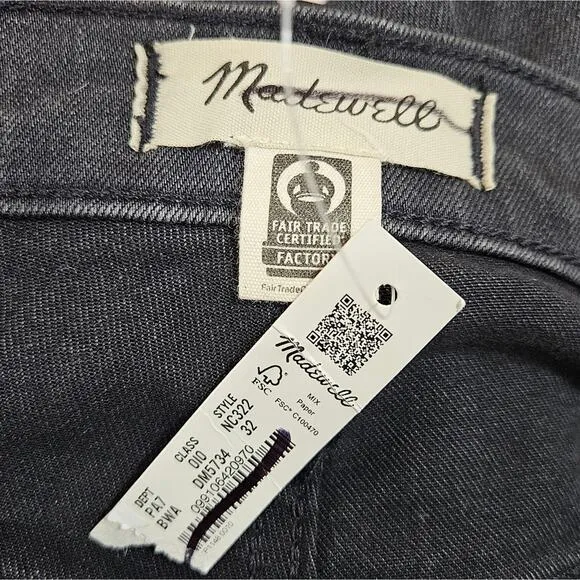 Madewell
FAIR TRADE
CERTIFIED
FACTORY
Madewell
FSC
MIX
Paper
FSC® C100470
DEPT CLASS STYLE
PA7 010 NC322
BWA DM5734 32
099106420970